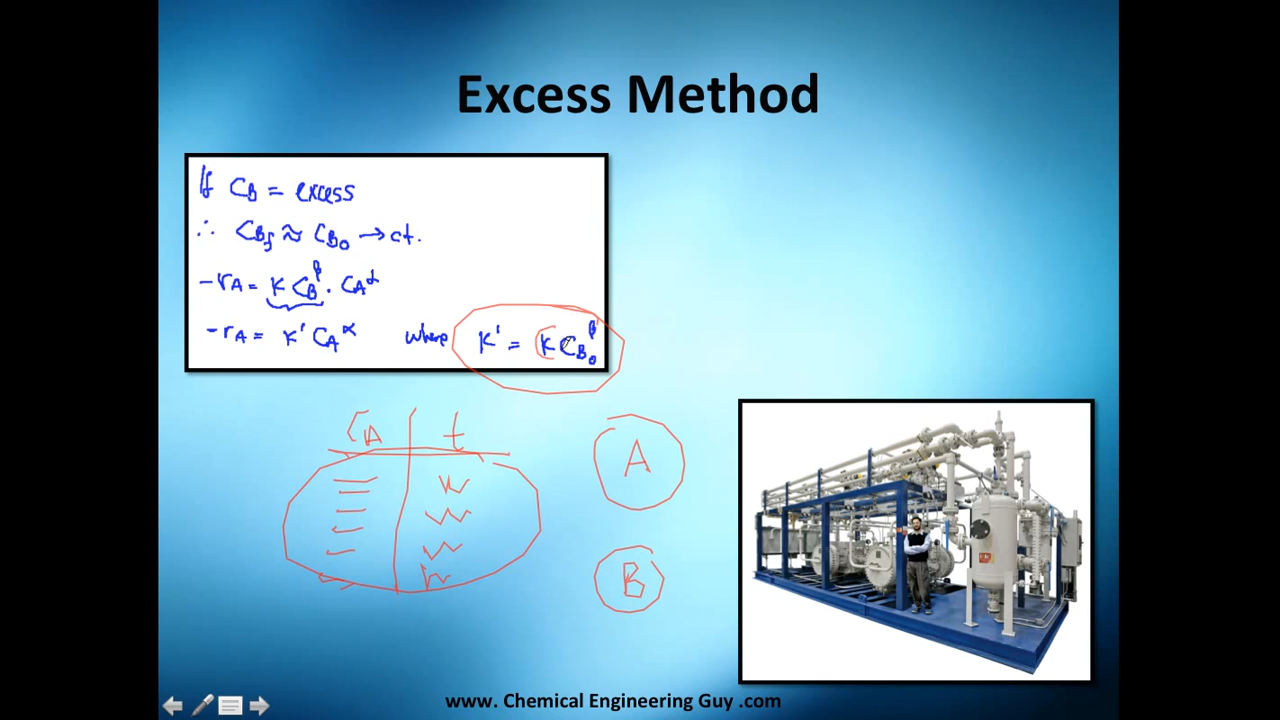 Excess Method
If CB = excess
∴ CBf ≈ CB0 → ct.
-rA = K CB^β · CA^α
-rA = K' CA^α where K' = K CB0^β
CA t
A
B
www. Chemical Engineering Guy .com